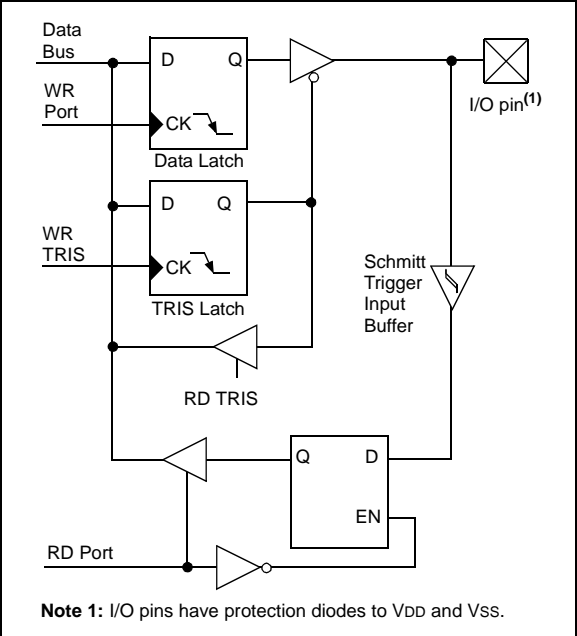 Data
Bus
D
Q
I/O pin(1)
WR
Port
CK
Data Latch
D
Q
WR
TRIS
CK
TRIS Latch
Schmitt
Trigger
Input
Buffer
RD TRIS
Q
D
EN
RD Port
Note 1: I/O pins have protection diodes to VDD and VSS.